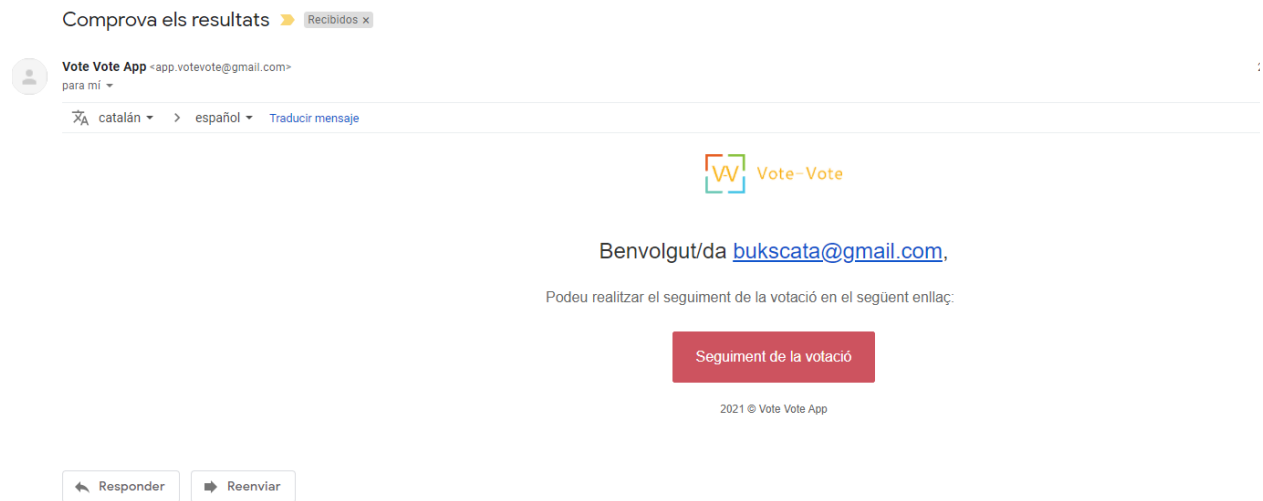 Comprova els resultats Recibidos x
Vote Vote App <app.votevote@gmail.com>
para mí
catalán > español Traducir mensaje
VV Vote-Vote
Benvolgut/da bukscata@gmail.com,
Podeu realitzar el seguiment de la votació en el següent enllaç:
Seguiment de la votació
2021 © Vote Vote App
Responder Reenviar